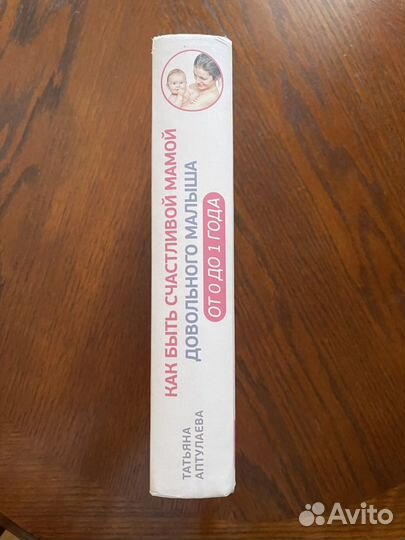 ТАТЬЯНА
АПТУЛАЕВА
КАК БЫТЬ СЧАСТЛИВОЙ МАМОЙ
ДОВОЛЬНОГО МАЛЫША
ОТ 0 ДО 1 ГОДА
Avito